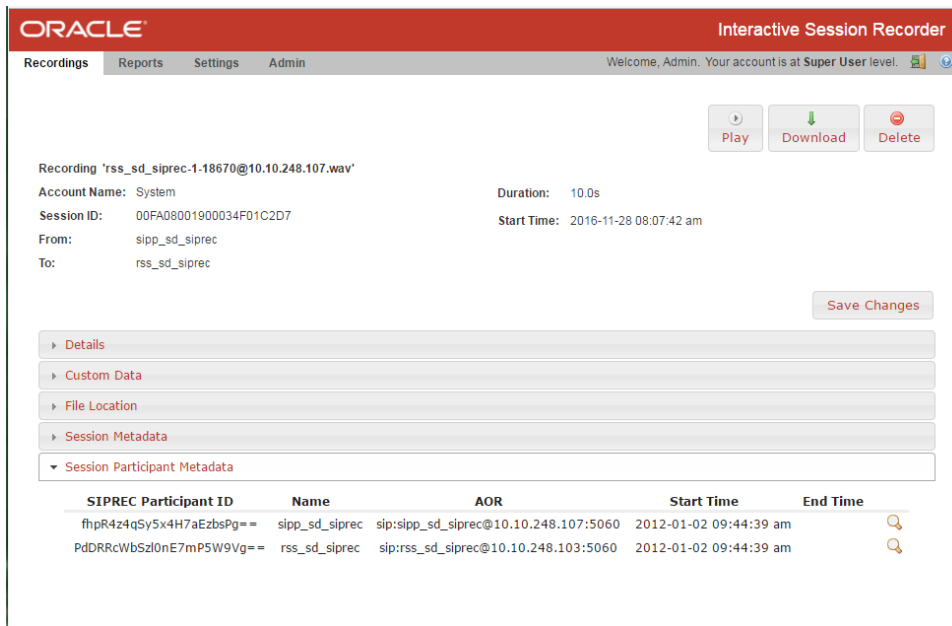 ORACLE®
Interactive Session Recorder
Recordings Reports Settings Admin
Welcome, Admin. Your account is at Super User level.
Play Download Delete
Recording 'rss_sd_siprec-1-18670@10.10.248.107.wav'
Account Name: System
Duration: 10.0s
Session ID: 00FA08001900034F01C2D7
Start Time: 2016-11-28 08:07:42 am
From: sipp_sd_siprec
To: rss_sd_siprec
Save Changes
Details
Custom Data
File Location
Session Metadata
Session Participant Metadata
SIPREC Participant ID Name AOR Start Time End Time
fhpR4z4qSy5x4H7aEzbsPg== sipp_sd_siprec sip:sipp_sd_siprec@10.10.248.107:5060 2012-01-02 09:44:39 am
PdDRRcWbSzl0nE7mP5W9Vg== rss_sd_siprec sip:rss_sd_siprec@10.10.248.103:5060 2012-01-02 09:44:39 am